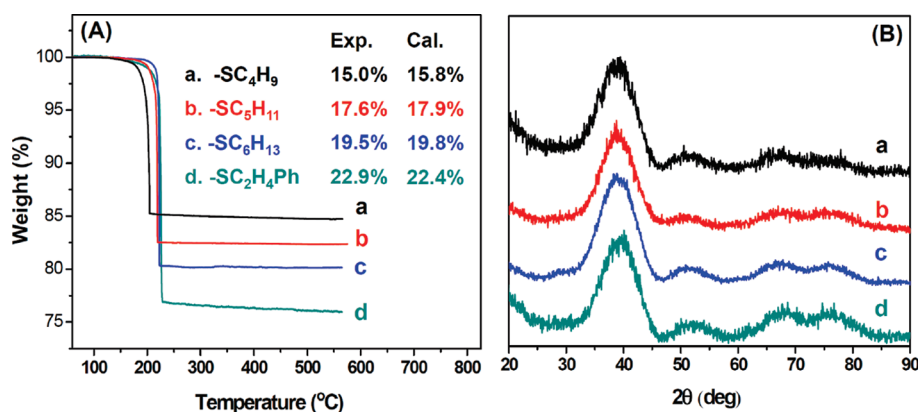 (A)
Exp. Cal.
a. -SC4H9 15.0% 15.8%
b. -SC5H11 17.6% 17.9%
c. -SC6H13 19.5% 19.8%
d. -SC2H4Ph 22.9% 22.4%
a
b
c
d
100
95
90
85
80
75
Weight (%)
100 200 300 400 500 600
Temperature (°C)
(B)
a
b
c
d
20 30 40 50 60 70 80 90
2θ (deg)